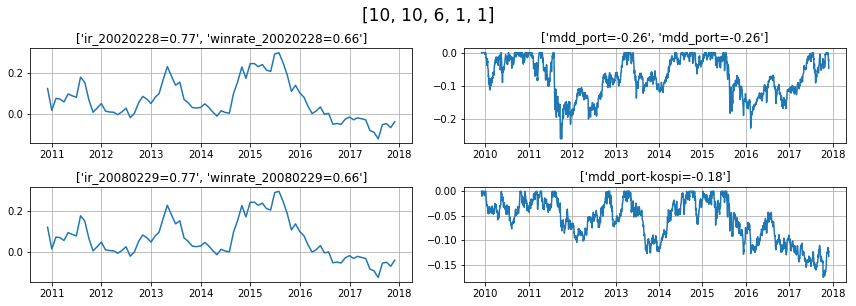 [10, 10, 6, 1, 1]
['ir_20020228=0.77', 'winrate_20020228=0.66']
0.2
0.0
2011 2012 2013 2014 2015 2016 2017 2018
['mdd_port=-0.26', 'mdd_port=-0.26']
0.0
−0.1
−0.2
2010 2011 2012 2013 2014 2015 2016 2017 2018
['ir_20080229=0.77', 'winrate_20080229=0.66']
0.2
0.0
2011 2012 2013 2014 2015 2016 2017 2018
['mdd_port-kospi=-0.18']
0.00
−0.05
−0.10
−0.15
2010 2011 2012 2013 2014 2015 2016 2017 2018